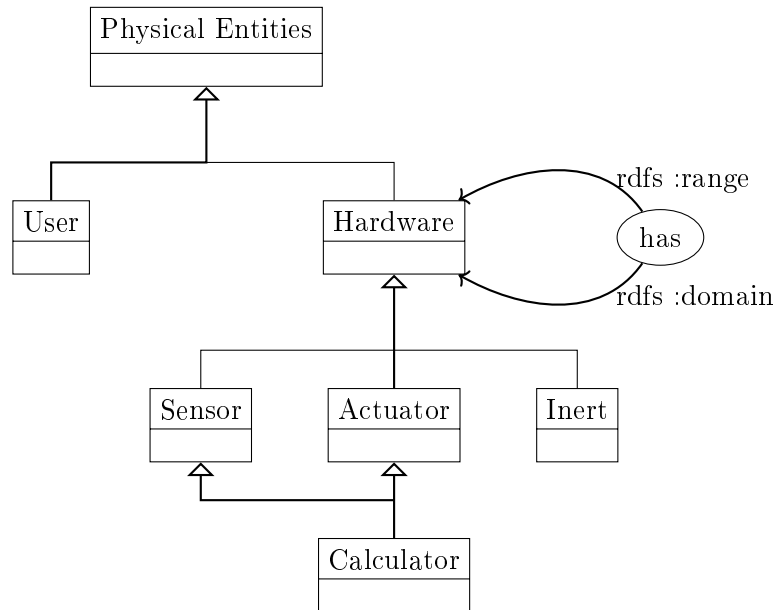 Physical Entities
rdfs :range
User
Hardware
has
rdfs :domain
Sensor
Actuator
Inert
Calculator